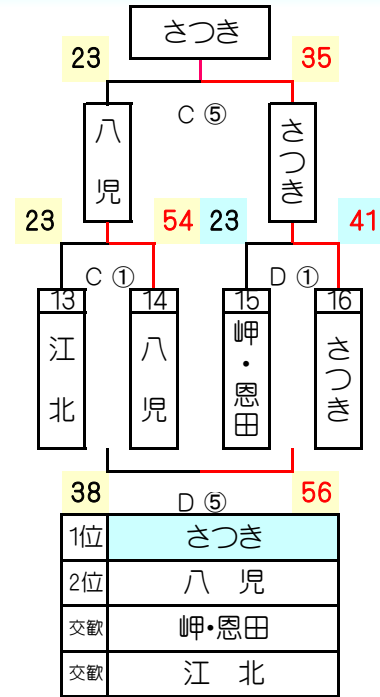 さつき
23 35
C ⑤
八児 さつき
23 54 23 41
C ① D ①
13 14 15 16
江北 八児 岬・恩田 さつき
38 56
D ⑤
1位 さつき
2位 八 児
交歓 岬・恩田
交歓 江 北